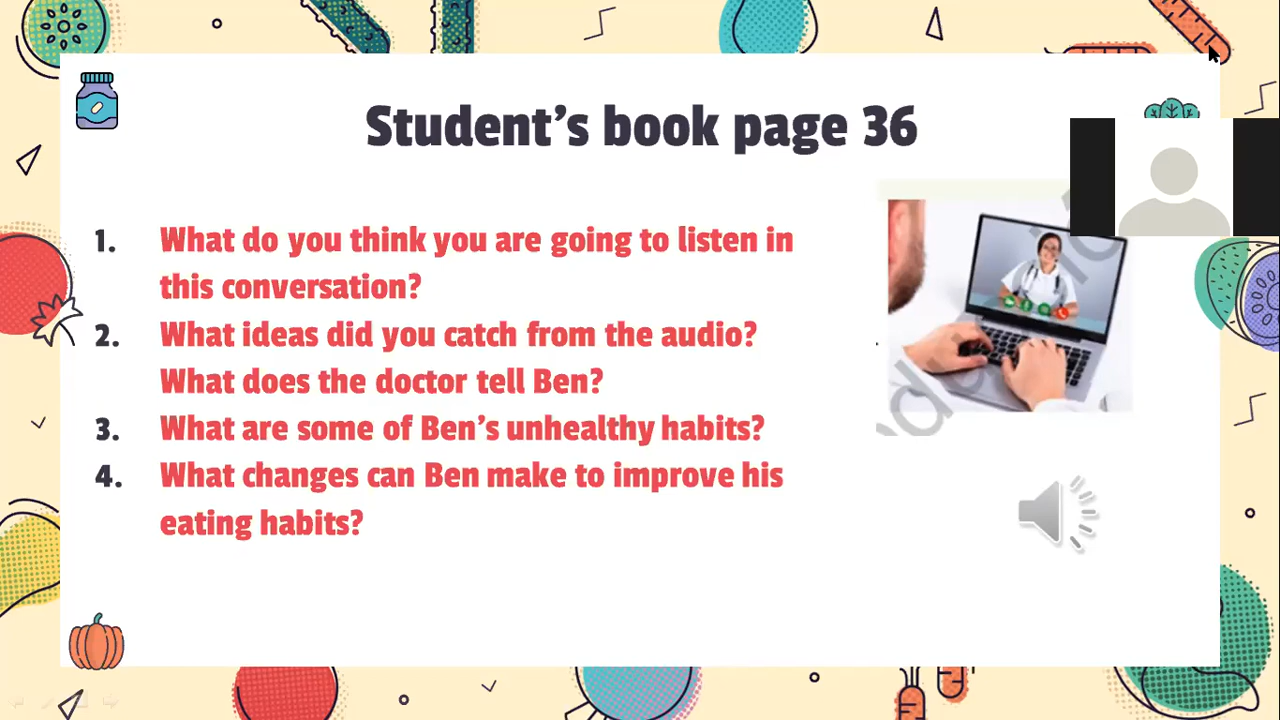 Student’s book page 36
1. What do you think you are going to listen in
this conversation?
2. What ideas did you catch from the audio?
What does the doctor tell Ben?
3. What are some of Ben’s unhealthy habits?
4. What changes can Ben make to improve his
eating habits?